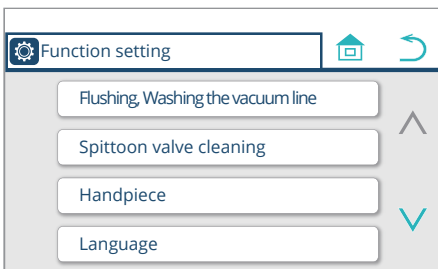 Function setting
Flushing, Washing the vacuum line
Spittoon valve cleaning
Handpiece
Language